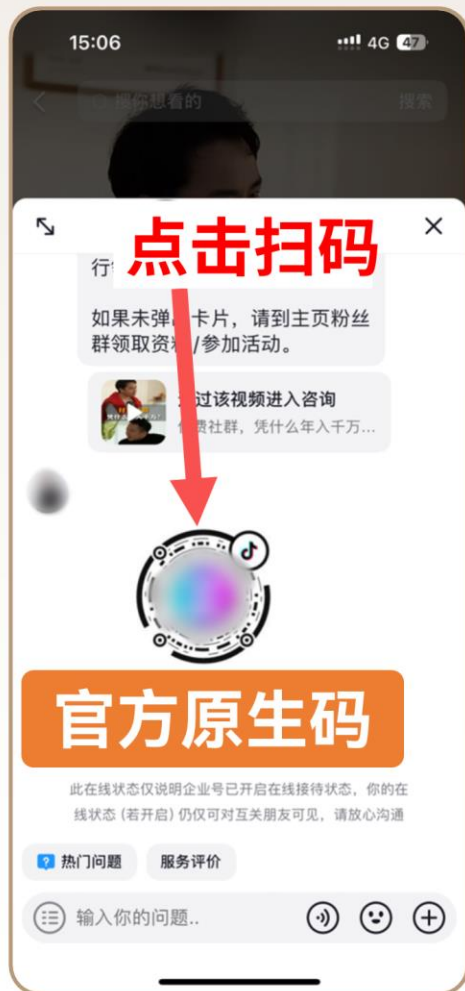 15:06
4G 47
搜你想看的 搜索
点击扫码
行
如果未弹 卡片，请到主页粉丝
群领取资 /参加活动。
过该视频进入咨询
费社群，凭什么年入千万...
官方原生码
此在线状态仅说明企业号已开启在线接待状态，你的在
线状态 (若开启) 仍仅可对互关朋友可见，请放心沟通
热门问题 服务评价
输入你的问题..